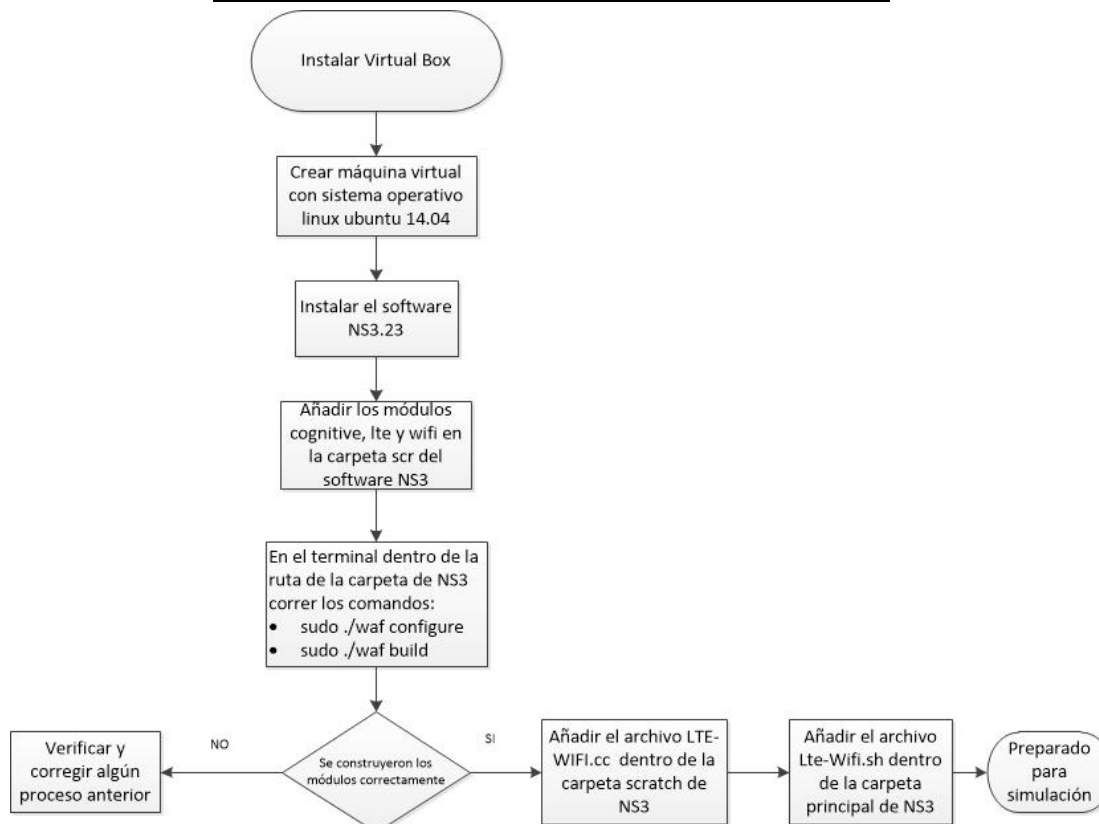 Instalar Virtual Box
Crear máquina virtual
con sistema operativo
linux ubuntu 14.04
Instalar el software
NS3.23
Añadir los módulos
cognitive, lte y wifi en
la carpeta scr del
software NS3
En el terminal dentro de la
ruta de la carpeta de NS3
correr los comandos:
• sudo ./waf configure
• sudo ./waf build
Se construyeron los
módulos correctamente
NO
Verificar y
corregir algún
proceso anterior
SI
Añadir el archivo LTE-
WIFI.cc dentro de la
carpeta scratch de
NS3
Añadir el archivo
Lte-Wifi.sh dentro
de la carpeta
principal de NS3
Preparado
para
simulación